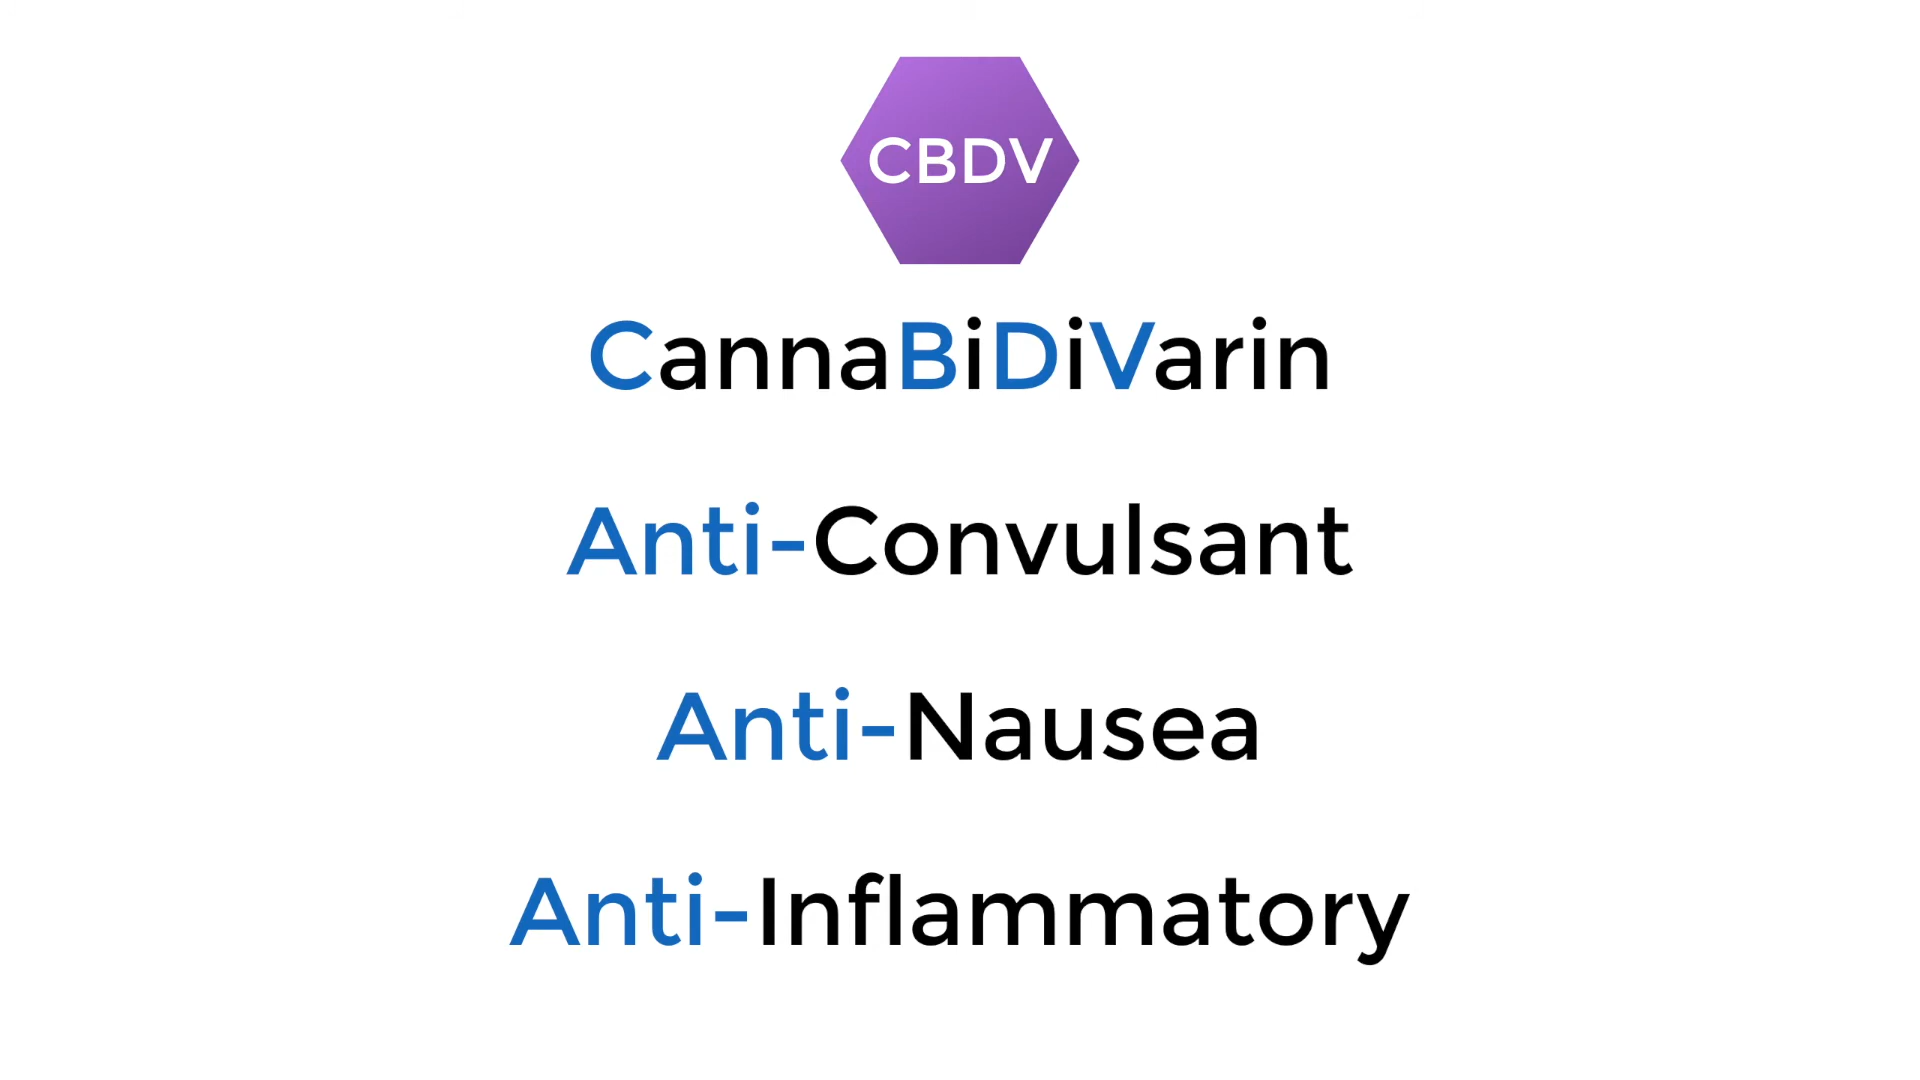 CBDV
CannaBiDiVarin
Anti-Convulsant
Anti-Nausea
Anti-Inflammatory